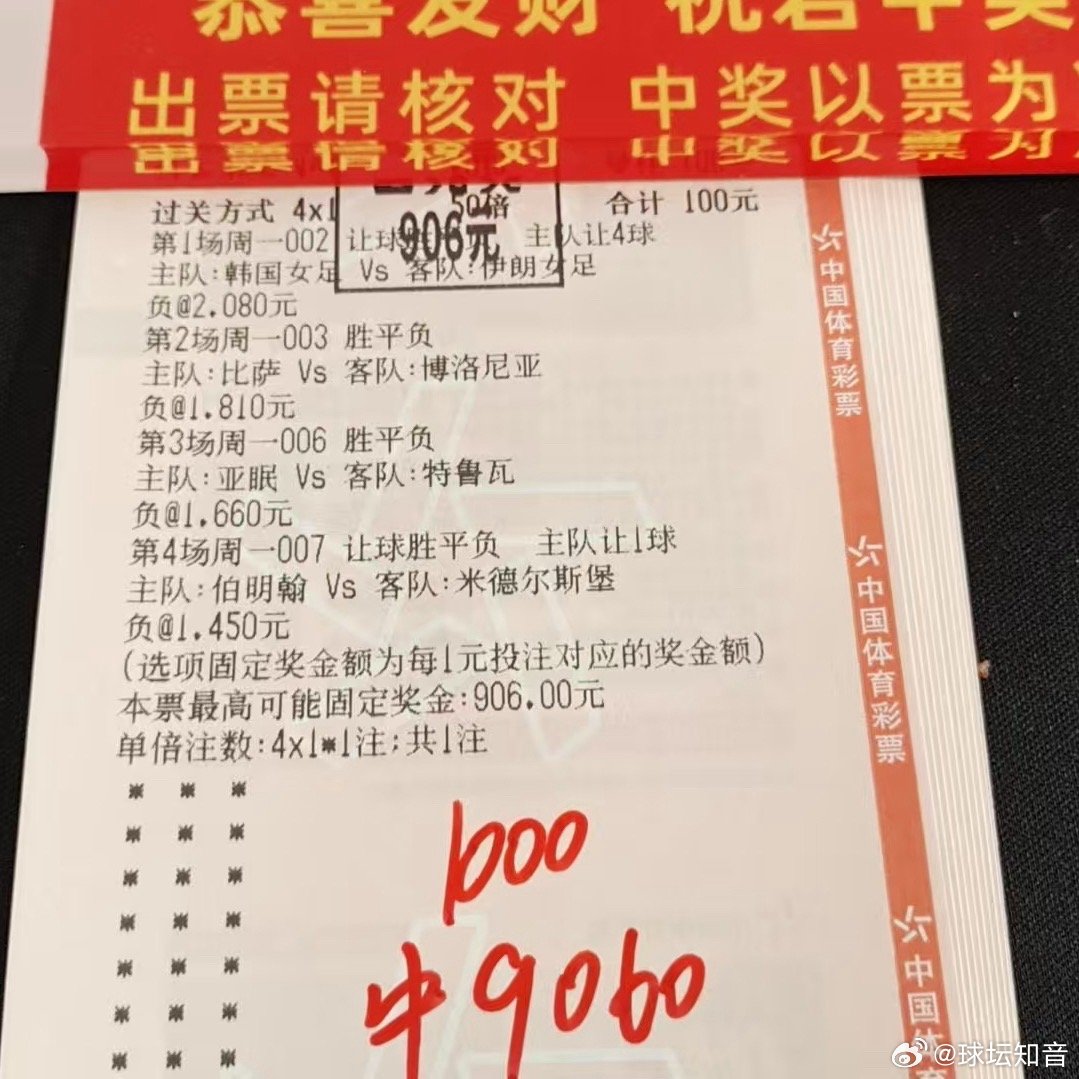 恭喜发财 祝君中奖
出票请核对 中奖以票为
出票请核对 中奖以票为
过关方式 4x1 50倍 合计 100元
906元
第1场周一002 让球 主队让4球
主队:韩国女足 Vs 客队:伊朗女足
负@2.080元
第2场周一003 胜平负
主队:比萨 Vs 客队:博洛尼亚
负@1.810元
第3场周一006 胜平负
主队:亚眠 Vs 客队:特鲁瓦
负@1.660元
第4场周一007 让球胜平负 主队让1球
主队:伯明翰 Vs 客队:米德尔斯堡
负@1.450元
(选项固定奖金额为每1元投注对应的奖金额)
本票最高可能固定奖金:906.00元
单倍注数:4x1*1注;共1注
1000
中9060
中国体育彩票
中国体育彩票
中国体育
@球坛知音